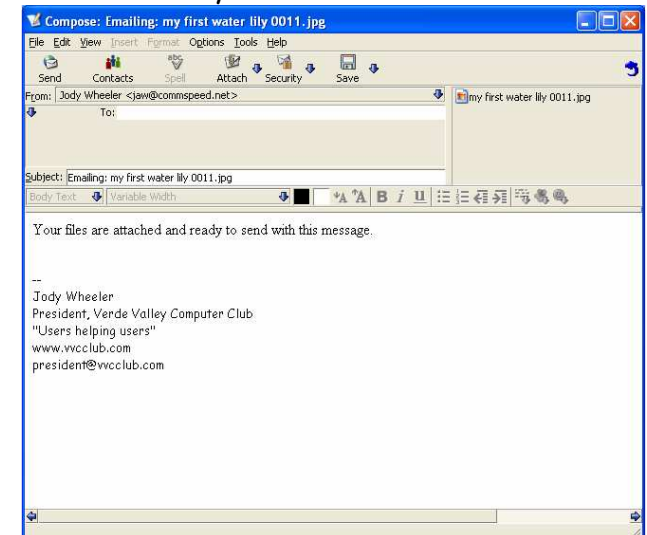 Compose: Emailing: my first water lily 0011.jpg
File Edit View Insert Format Options Tools Help
Send Contacts Spell Attach Security Save
From: Jody Wheeler <jaw@commspeed.net>
my first water lily 0011.jpg
To:
Subject: Emailing: my first water lily 0011.jpg
Body Text Variable Width
Your files are attached and ready to send with this message.
--
Jody Wheeler
President, Verde Valley Computer Club
"Users helping users"
www.vvcclub.com
president@vvcclub.com